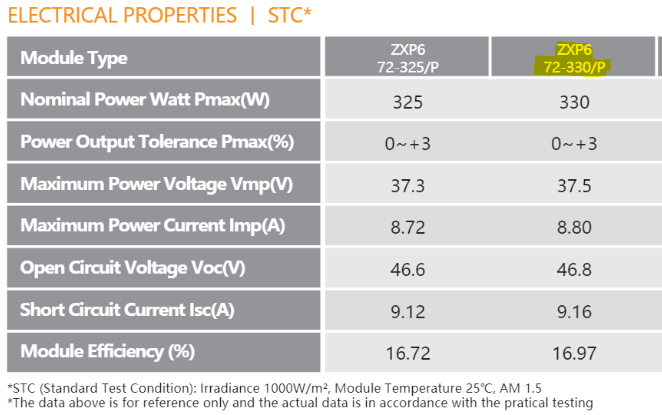 ELECTRICAL PROPERTIES | STC*
Module Type ZXP6 72-325/P ZXP6 72-330/P
Nominal Power Watt Pmax(W) 325 330
Power Output Tolerance Pmax(%) 0~+3 0~+3
Maximum Power Voltage Vmp(V) 37.3 37.5
Maximum Power Current Imp(A) 8.72 8.80
Open Circuit Voltage Voc(V) 46.6 46.8
Short Circuit Current Isc(A) 9.12 9.16
Module Efficiency (%) 16.72 16.97
*STC (Standard Test Condition): Irradiance 1000W/m², Module Temperature 25℃, AM 1.5
*The data above is for reference only and the actual data is in accordance with the pratical testing